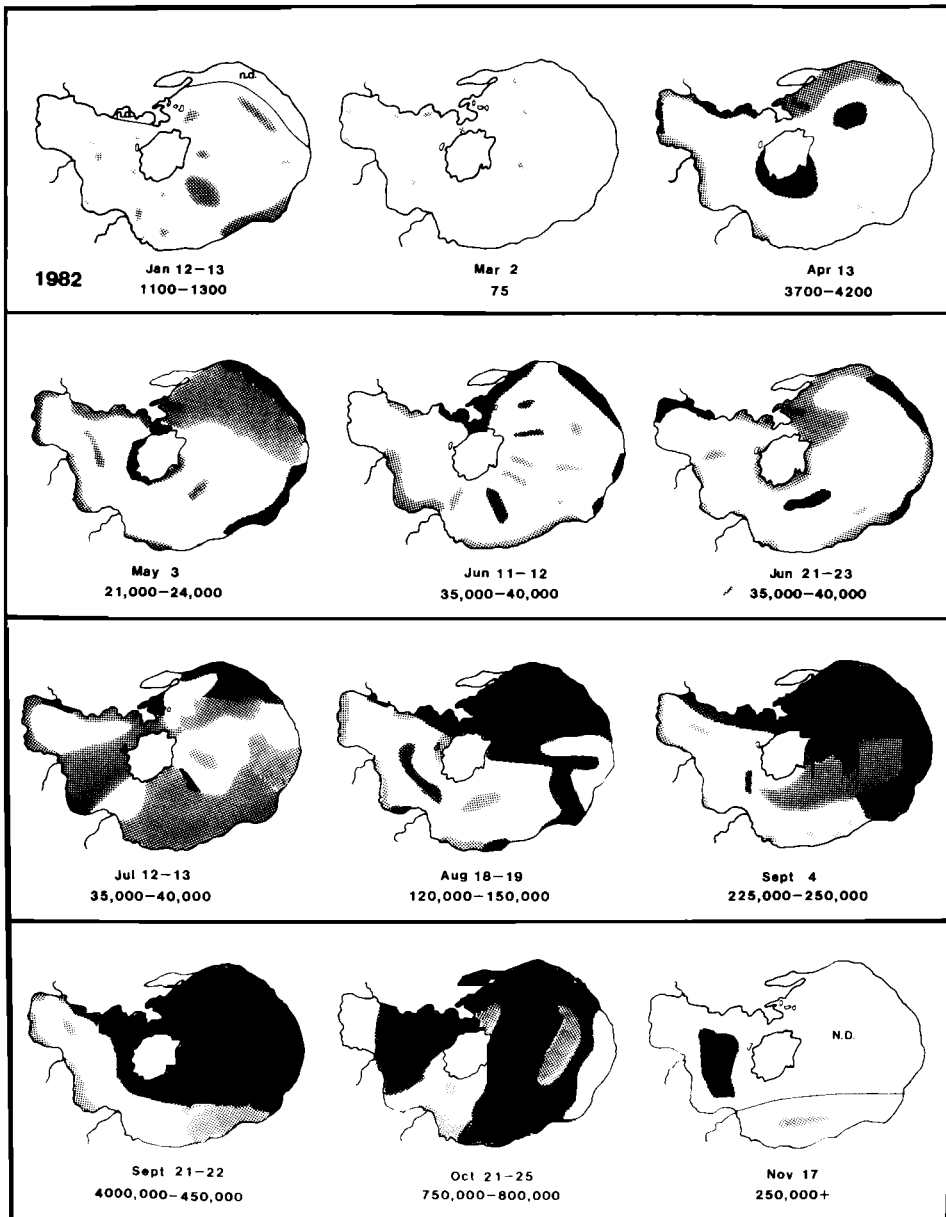 n.d.
n.d.
1982
Jan 12-13
1100-1300
Mar 2
75
Apr 13
3700-4200
May 3
21,000-24,000
Jun 11-12
35,000-40,000
Jun 21-23
35,000-40,000
Jul 12-13
35,000-40,000
Aug 18-19
120,000-150,000
Sept 4
225,000-250,000
N.D.
Sept 21-22
4000,000-450,000
Oct 21-25
750,000-800,000
Nov 17
250,000+